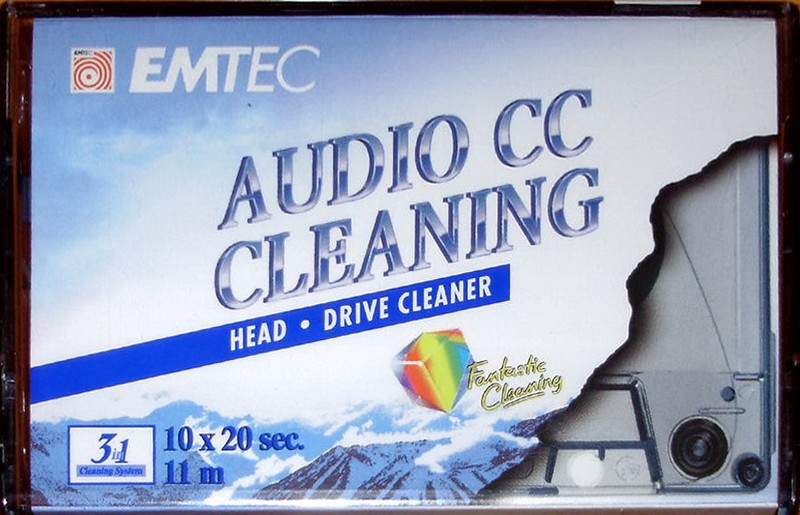 EMTEC
EMTEC
AUDIO CC
CLEANING
HEAD • DRIVE CLEANER
Fantastic
Cleaning
3in1
Cleaning System
10 x 20 sec.
11 m